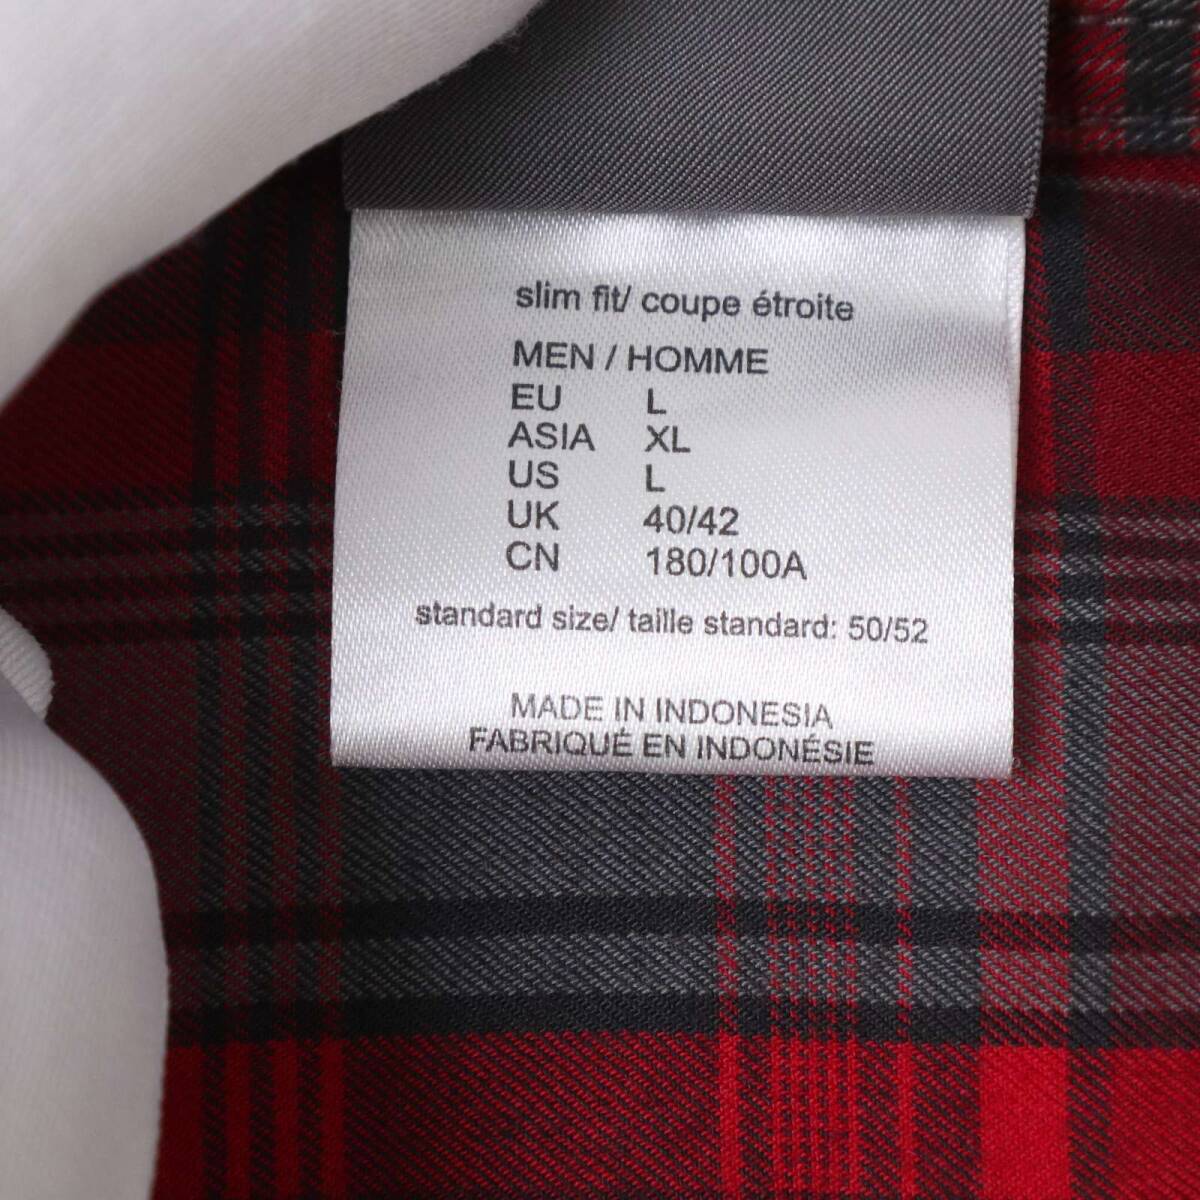 slim fit/ coupe étroite
MEN / HOMME
EU L
ASIA XL
US L
UK 40/42
CN 180/100A
standard size/ taille standard: 50/52
MADE IN INDONESIA
FABRIQUÉ EN INDONÉSIE